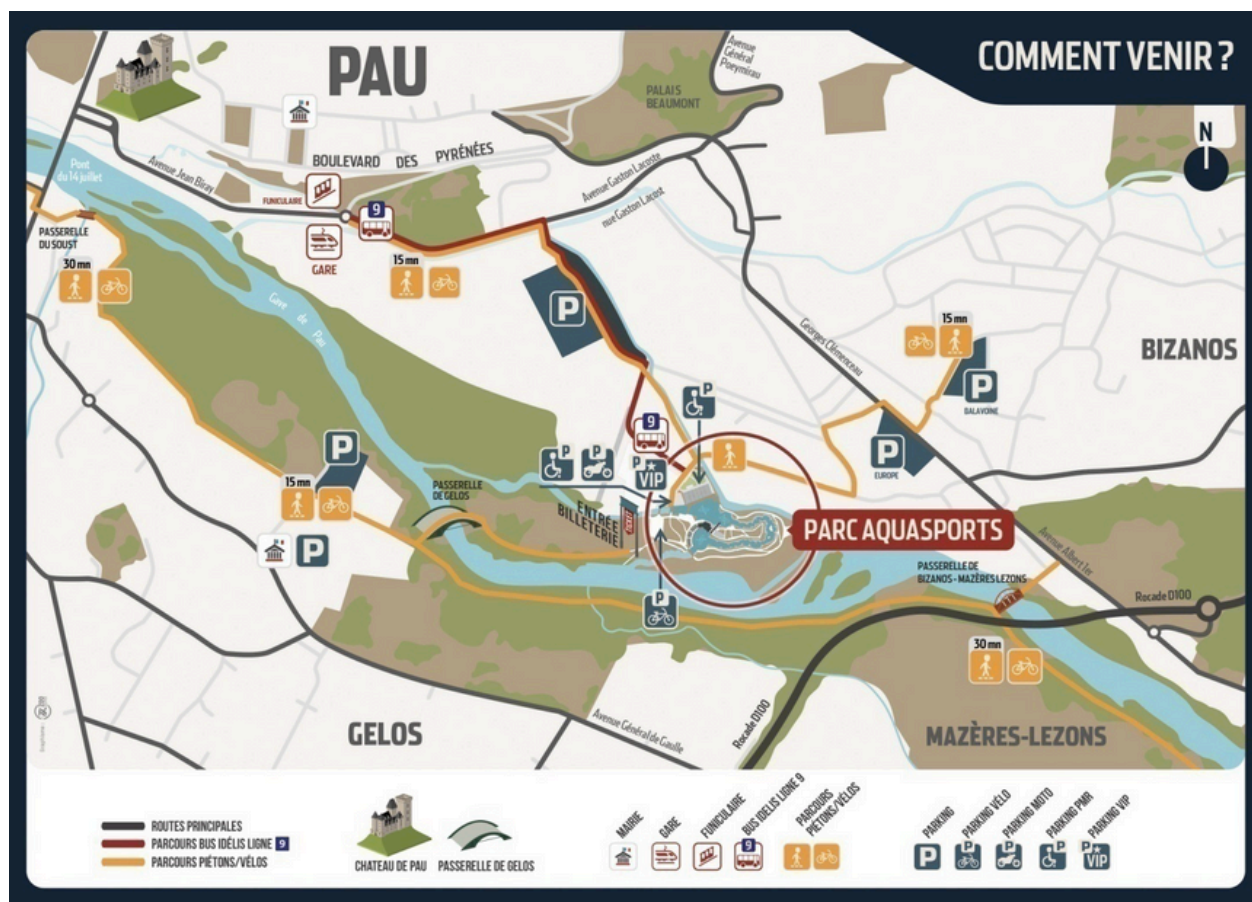 COMMENT VENIR ?
PAU
N
Avenue
Général
Poeymirau
PALAIS
BEAUMONT
Pont
du 14 juillet
Avenue Jean Biray
BOULEVARD DES PYRÉNÉES
FUNICULAIRE
9
GARE
Avenue Gaston Lacoste
nue Gaston Lacost
PASSERELLE
DU SOUST
30 mn
15 mn
Gave de Pau
P
Georges Clémenceau
15 mn
BIZANOS
P
DALAVOINE
P
9
P
EUROPE
P
P
P
P
VIP
15 mn
PASSERELLE
DE GELOS
ENTRÉE
BILLETERIE
PARC AQUASPORTS
P
Avenue Albert 1er
PASSERELLE DE
BIZANOS - MAZÈRES LEZONS
P
Rocade D100
30 mn
GELOS
Avenue Général de Gaulle
Rocade D100
MAZÈRES-LEZONS
ROUTES PRINCIPALES
PARCOURS BUS IDÉLIS LIGNE 9
PARCOURS PIÉTONS/VÉLOS
CHATEAU DE PAU
PASSERELLE DE GELOS
MAIRIE
GARE
FUNICULAIRE
BUS IDELIS LIGNE 9
9
PARCOURS
PIÉTONS/VÉLOS
PARKING
P
PARKING VÉLO
P
PARKING MOTO
P
PARKING PMR
P
PARKING VIP
P
VIP